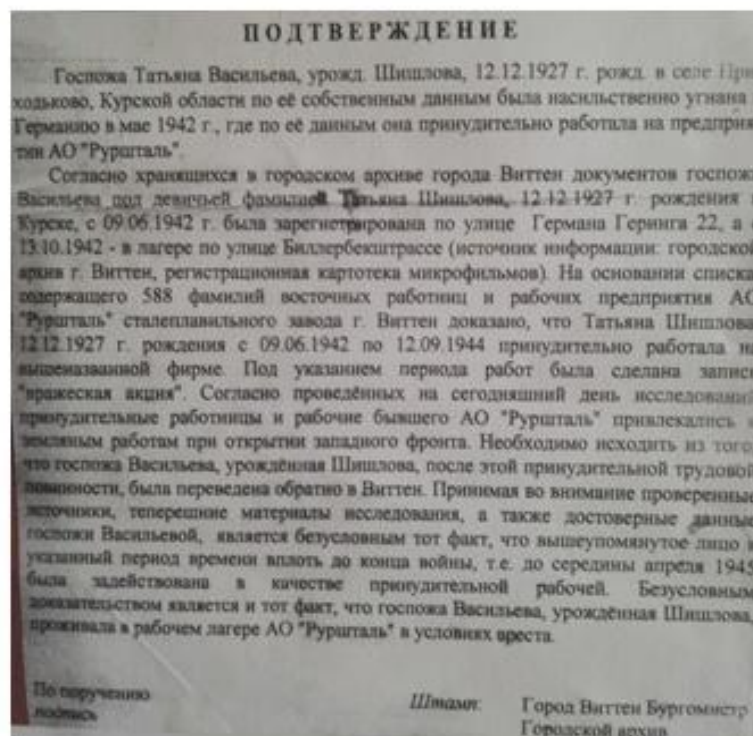 ПОДТВЕРЖДЕНИЕ
Госпожа Татьяна Васильева, урожд. Шишлова, 12.12.1927 г. рожд. в селе При
ходьково, Курской области по её собственным данным была насильственно угнана
Германию в мае 1942 г., где по её данным она принудительно работала на предприя
тии АО "Рурсталь".
Согласно хранящихся в городском архиве города Виттен документов госпожа
Васильева под девичьей фамилией Татьяна Шишлова, 12.12.1927 г. рождения
Курске, с 09.06.1942 г. была зарегистрирована по улице Германа Геринга 22, а с
13.10.1942 - в лагере по улице Биллербекштрассе (источник информации: городской
архив г. Виттен, регистрационная картотека микрофильмов). На основании списка
содержащего 588 фамилий восточных работниц и рабочих предприятия АО
"Руршталь" сталеплавильного завода г. Виттен доказано, что Татьяна Шишлова
12.12.1927 г. рождения с 09.06.1942 по 12.09.1944 принудительно работала на
вышеназванной фирме. Под указанием периода работ была сделана запись
"вражеская акция". Согласно проведённых на сегодняшний день исследований
принудительные работницы и рабочие бывшего АО "Руршталь" привлекались к
земляным работам при открытии западного фронта. Необходимо исходить из того
что госпожа Васильева, урождённая Шишлова, после этой принудительной трудовой
повинности, была переведена обратно в Виттен. Принимая во внимание проверенные
источники, теперешние материалы исследования, а также достоверные данные
госпожи Васильевой, является безусловным тот факт, что вышеупомянутое лицо в
указанный период времени вплоть до конца войны, т.е. до середины апреля 1945
была задействована в качестве принудительной рабочей. Безусловным
доказательством является и тот факт, что госпожа Васильева, урождённая Шишлова,
проживала в рабочем лагере АО "Руршталь" в условиях ареста.
По поручению
подпись
Штамп:
Город Виттен Бургомистр
Городской архив